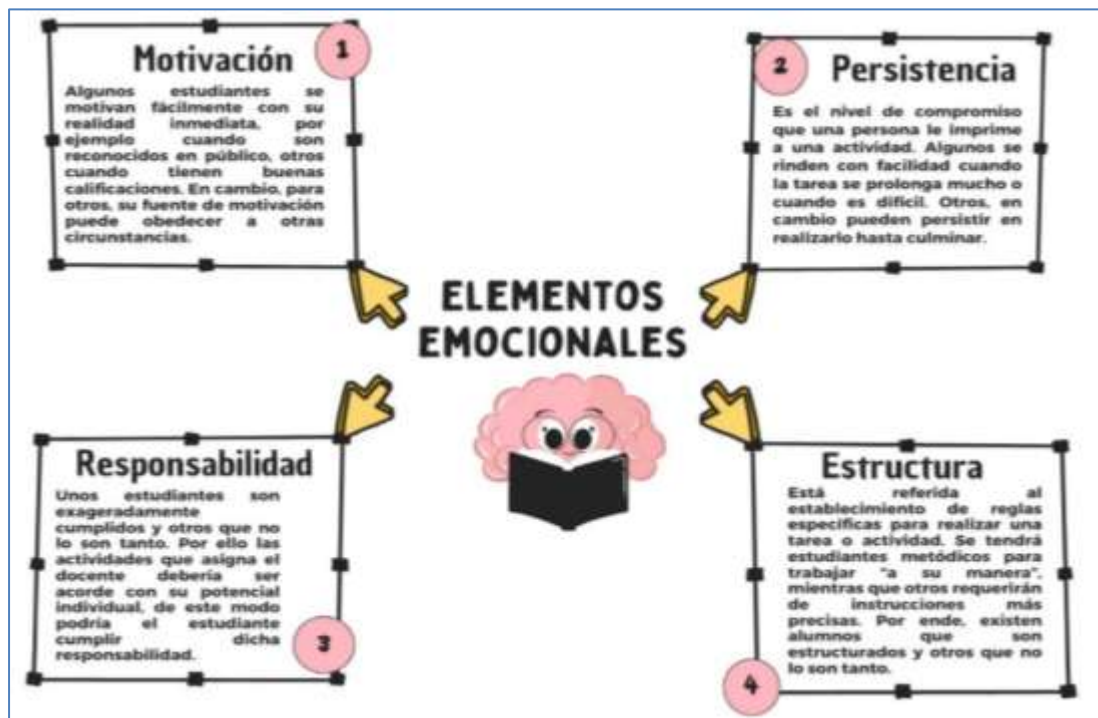 1
Motivación
Algunos estudiantes se
motivan fácilmente con su
realidad inmediata, por
ejemplo cuando son
reconocidos en público, otros
cuando tienen buenas
calificaciones. En cambio, para
otros, su fuente de motivación
puede obedecer a otras
circunstancias.
2
Persistencia
Es el nivel de compromiso
que una persona le imprime
a una actividad. Algunos se
rinden con facilidad cuando
la tarea se prolonga mucho o
cuando es difícil. Otros, en
cambio pueden persistir en
realizarlo hasta culminar.
ELEMENTOS
EMOCIONALES
Responsabilidad
Unos estudiantes son
exageradamente
cumplidos y otros que no
lo son tanto. Por ello las
actividades que asigna el
docente debería ser
acorde con su potencial
individual, de este modo
podría el estudiante
cumplir dicha
responsabilidad.
3
Estructura
Está referida al
establecimiento de reglas
específicas para realizar una
tarea o actividad. Se tendrá
estudiantes metódicos para
trabajar "a su manera",
mientras que otros requerirán
de instrucciones más
precisas. Por ende, existen
alumnos que son
estructurados y otros que no
lo son tanto.
4